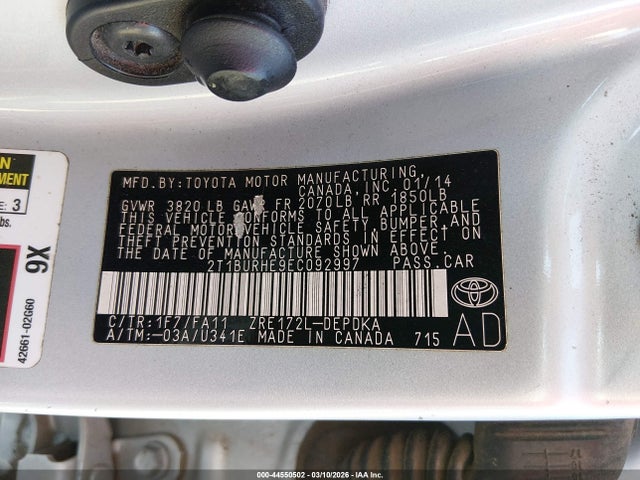 MFD.BY:TOYOTA MOTOR MANUFACTURING,
CANADA, INC. 01/14
GVWR 3820 LB GAWR FR 2070LB, RR 1850LB
THIS VEHICLE CONFORMS TO ALL APPLICABLE
FEDERAL MOTOR VEHICLE SAFETY AND
THEFT PREVENTION STANDARDS IN EFFECT ON
THE DATE OF MANUFACTURE SHOWN ABOVE.
2T1BURHE9EC092997 PASS.CAR
C/TR:1F7/FA11 ZRE172L-DEPDKA
A/TM:-03A/U341E MADE IN CANADA 715
AD
: 3
9X
42661-02G60
000-44550502 — 03/10/2026 — IAA Inc.